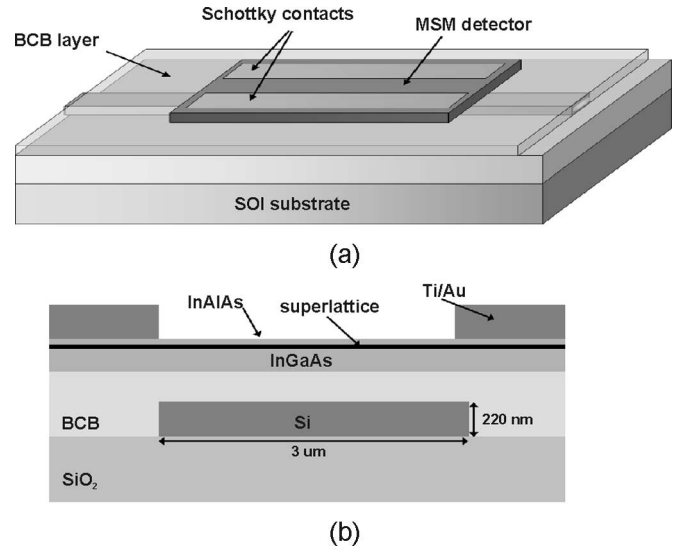 Schottky contacts
BCB layer
MSM detector
SOI substrate
(a)
InAlAs
superlattice
Ti/Au
InGaAs
BCB
Si
220 nm
3 um
SiO₂
(b)